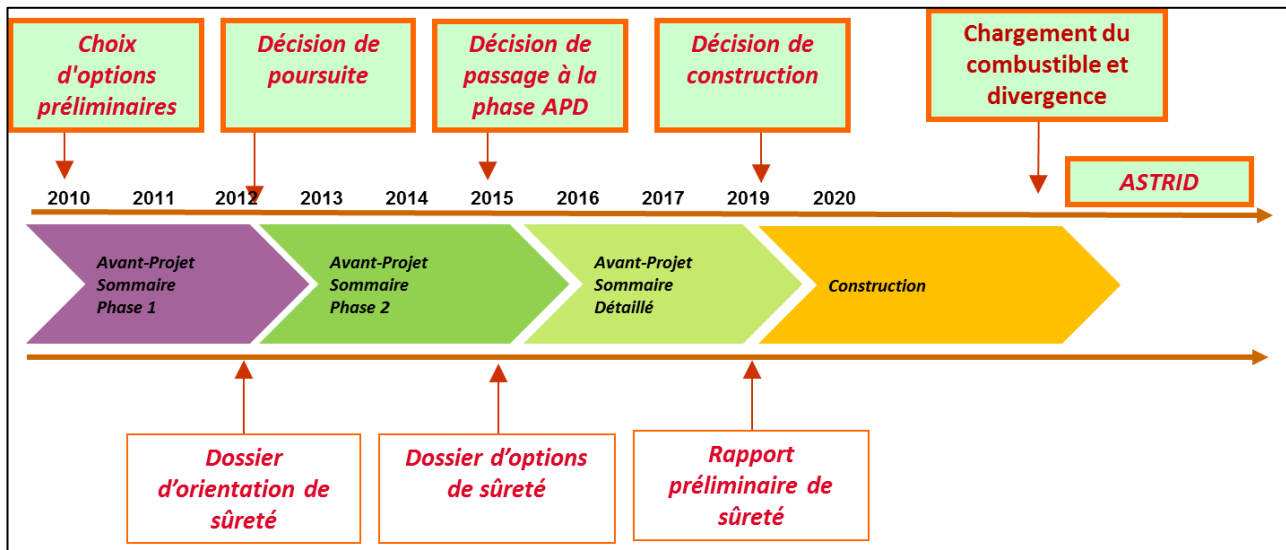 Choix
d'options
préliminaires
Décision de
poursuite
Décision de
passage à la
phase APD
Décision de
construction
Chargement du
combustible et
divergence
ASTRID
2010 2011 2012 2013 2014 2015 2016 2017 2019 2020
Avant-Projet
Sommaire
Phase 1
Avant-Projet
Sommaire
Phase 2
Avant-Projet
Sommaire
Détaillé
Construction
Dossier
d'orientation de
sûreté
Dossier d'options
de sûreté
Rapport
préliminaire de
sûreté